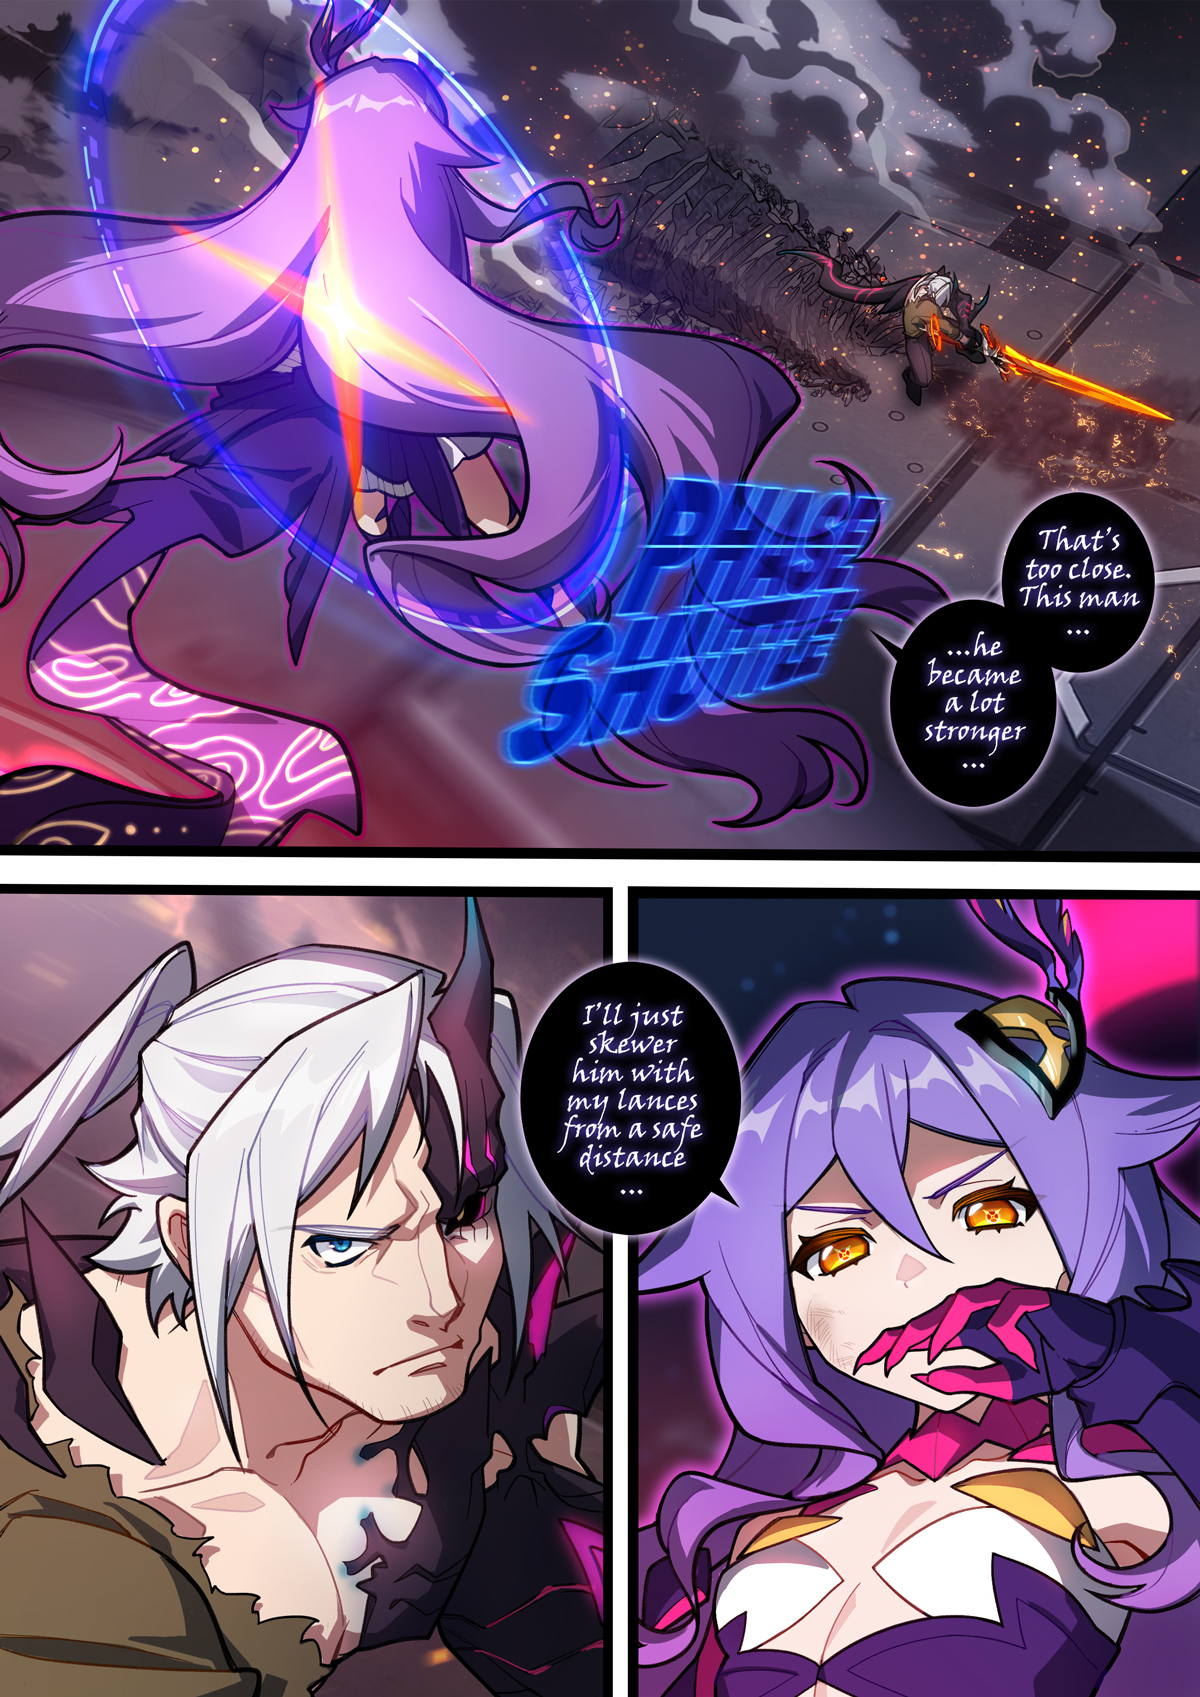 PHASE
SHUTTLE
That's
too close.
This man
...
...he
became
a lot
stronger
...
I'll just
skewer
him with
my lances
from a safe
distance
...